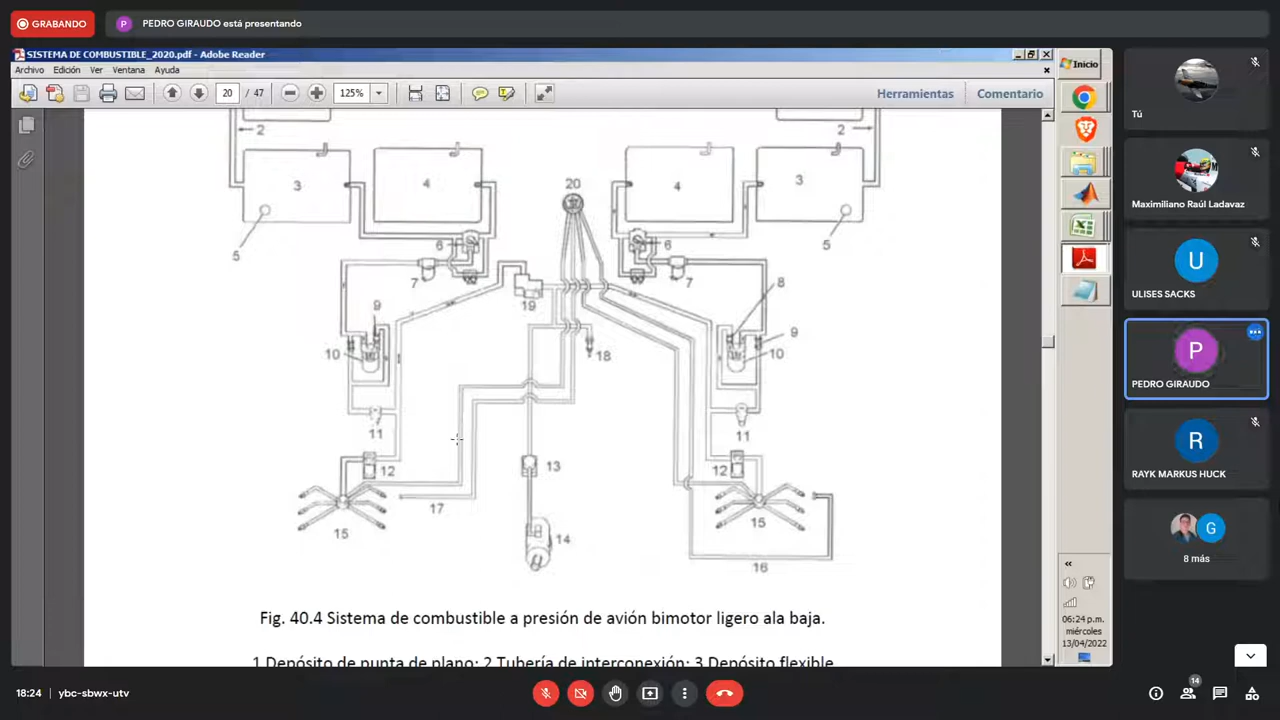 GRABANDO
P PEDRO GIRAUDO está presentando
SISTEMA DE COMBUSTIBLE_2020.pdf - Adobe Reader
Archivo Edición Ver Ventana Ayuda
20 / 47 125% Herramientas Comentario
Inicio
2 2
3 4 20 4 3
5 6 6 5
7 19 7 8
9 9
10 18 10
11 11
12 13 12
17
15 14 15
16
Fig. 40.4 Sistema de combustible a presión de avión bimotor ligero ala baja.
1 Depósito de punta de plano; 2 Tubería de interconexión; 3 Depósito flexible
06:24 p.m.
miércoles
13/04/2022
Tú
Maximiliano Raúl Ladavaz
U
ULISES SACKS
P
PEDRO GIRAUDO
R
RAYK MARKUS HUCK
G
8 más
18:24 ybc-sbwx-utv
14